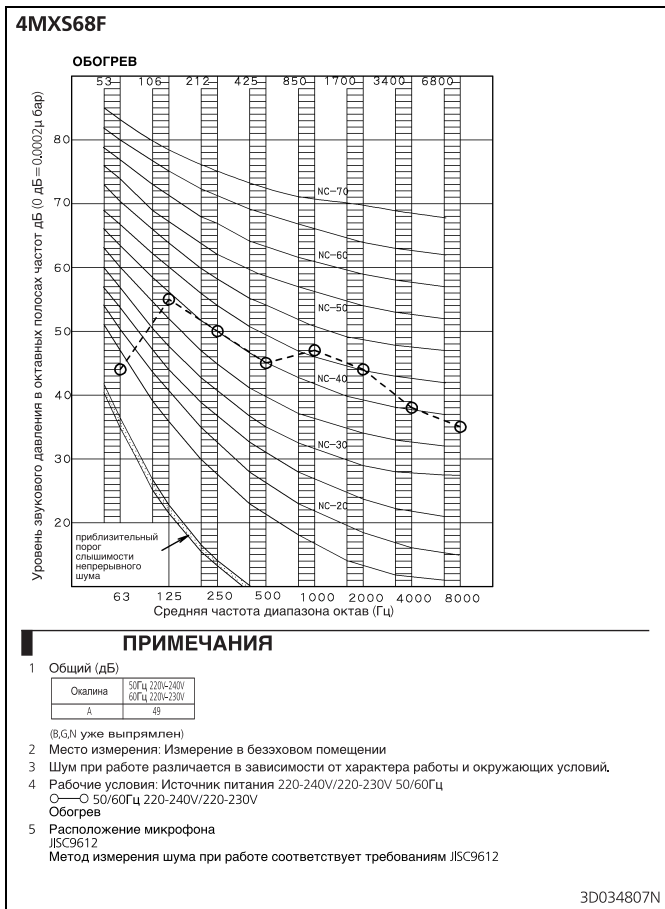 4MXS68F
ОБОГРЕВ
53 106 212 425 850 1700 3400 6800
Уровень звукового давления в октавных полосах частот дБ (0 дБ = 0.0002µ бар)
80
70
60
50
40
30
20
NC-70
NC-60
NC-50
NC-40
NC-30
NC-20
приблизительный
порог
слышимости
непрерывного
шума
63 125 250 500 1000 2000 4000 8000
Средняя частота диапазона октав (Гц)
ПРИМЕЧАНИЯ
1 Общий (дБ)
Окалина 50Гц 220V-240V
60Гц 220V-230V
A 49
(B,G,N уже выпрямлен)
2 Место измерения: Измерение в беззховом помещении
3 Шум при работе различается в зависимости от характера работы и окружающих условий.
4 Рабочие условия: Источник питания 220-240V/220-230V 50/60Гц
O—O 50/60Гц 220-240V/220-230V
Обогрев
5 Расположение микрофона
JISC9612
Метод измерения шума при работе соответствует требованиям JISC9612
3D034807N